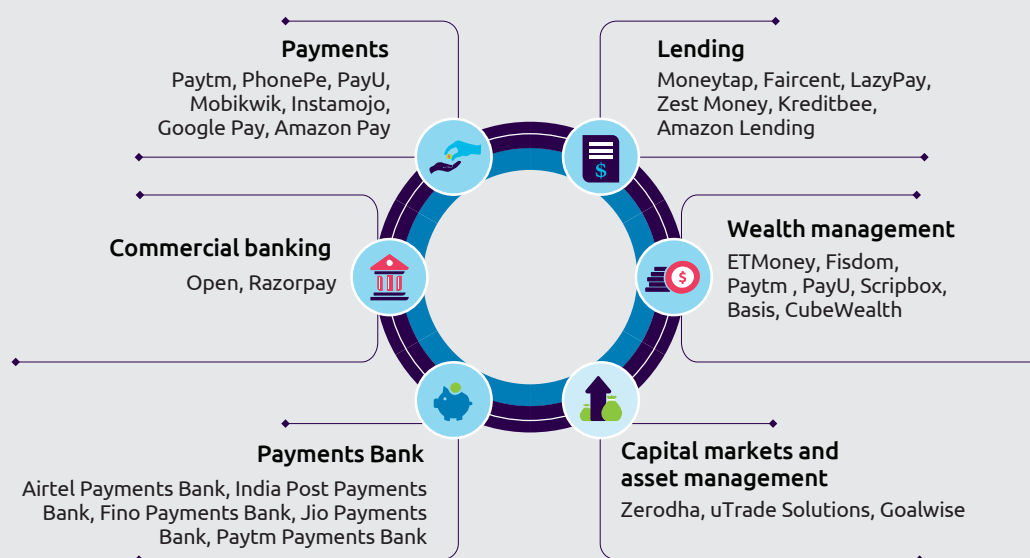 Payments
Paytm, PhonePe, PayU,
Mobikwik, Instamojo,
Google Pay, Amazon Pay
Lending
Moneytap, Faircent, LazyPay,
Zest Money, Kreditbee,
Amazon Lending
$
Commercial banking
Open, Razorpay
Wealth management
ETMoney, Fisdom,
Paytm , PayU, Scripbox,
Basis, CubeWealth
$
Payments Bank
Airtel Payments Bank, India Post Payments
Bank, Fino Payments Bank, Jio Payments
Bank, Paytm Payments Bank
Capital markets and
asset management
Zerodha, uTrade Solutions, Goalwise